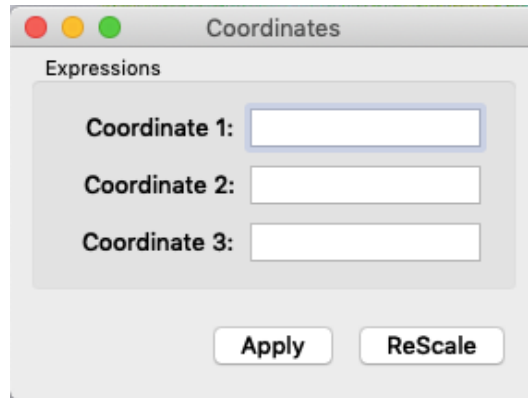 Coordinates
Expressions
Coordinate 1:
Coordinate 2:
Coordinate 3:
Apply ReScale